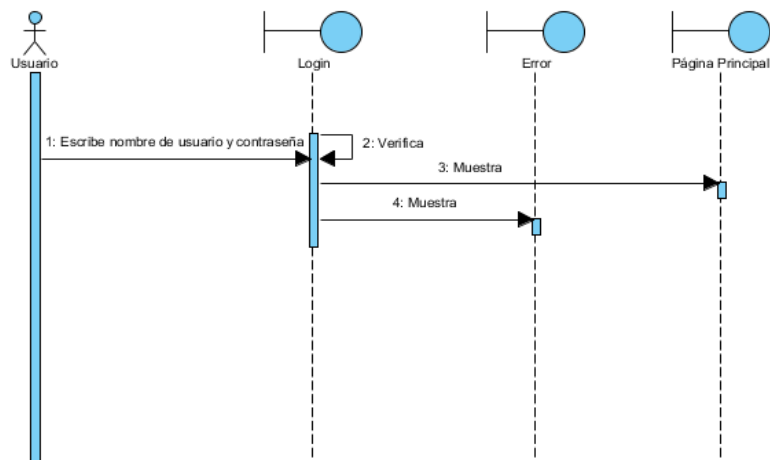 Usuario
Login
Error
Página Principal
1: Escribe nombre de usuario y contraseña
2: Verifica
3: Muestra
4: Muestra